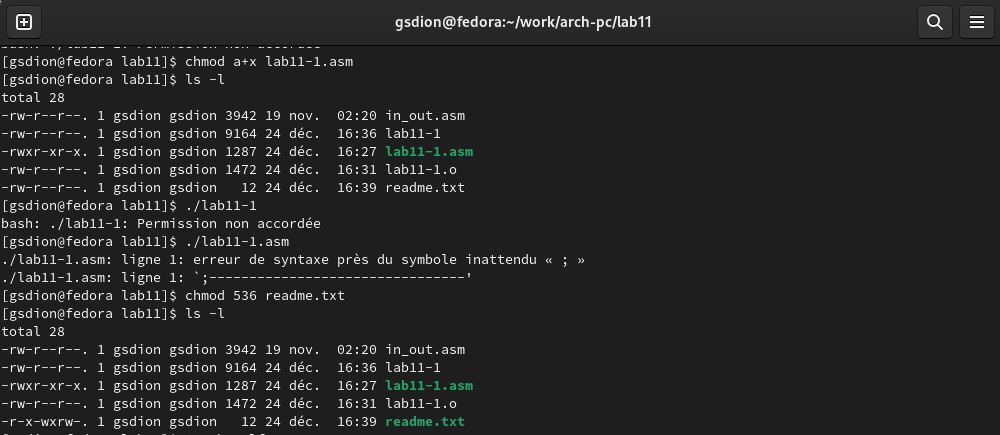 gsdion@fedora:~/work/arch-pc/lab11
[gsdion@fedora lab11]$ chmod a+x lab11-1.asm
[gsdion@fedora lab11]$ ls -l
total 28
-rw-r--r--. 1 gsdion gsdion 3942 19 nov.  02:20 in_out.asm
-rw-r--r--. 1 gsdion gsdion 9164 24 déc.  16:36 lab11-1
-rwxr-xr-x. 1 gsdion gsdion 1287 24 déc.  16:27 lab11-1.asm
-rw-r--r--. 1 gsdion gsdion 1472 24 déc.  16:31 lab11-1.o
-rw-r--r--. 1 gsdion gsdion   12 24 déc.  16:39 readme.txt
[gsdion@fedora lab11]$ ./lab11-1
bash: ./lab11-1: Permission non accordée
[gsdion@fedora lab11]$ ./lab11-1.asm
./lab11-1.asm: ligne 1: erreur de syntaxe près du symbole inattendu « ; »
./lab11-1.asm: ligne 1: `;--------------------------------'
[gsdion@fedora lab11]$ chmod 536 readme.txt
[gsdion@fedora lab11]$ ls -l
total 28
-rw-r--r--. 1 gsdion gsdion 3942 19 nov.  02:20 in_out.asm
-rw-r--r--. 1 gsdion gsdion 9164 24 déc.  16:36 lab11-1
-rwxr-xr-x. 1 gsdion gsdion 1287 24 déc.  16:27 lab11-1.asm
-rw-r--r--. 1 gsdion gsdion 1472 24 déc.  16:31 lab11-1.o
-r-x-wxrw-. 1 gsdion gsdion   12 24 déc.  16:39 readme.txt